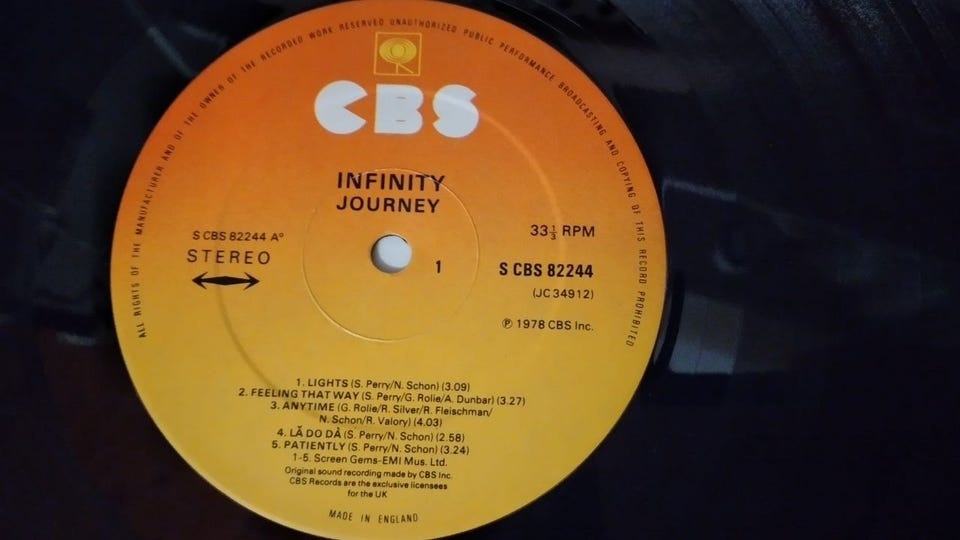 ALL RIGHTS OF THE MANUFACTURER AND OF THE OWNER OF THE RECORDED WORK RESERVED UNAUTHORIZED PUBLIC PERFORMANCE BROADCASTING AND COPYING OF THIS RECORD PROHIBITED
CBS
INFINITY
JOURNEY
S CBS 82244 A°
STEREO
1
33⅓ RPM
S CBS 82244
(JC 34912)
℗ 1978 CBS Inc.
1. LIGHTS (S. Perry/N. Schon) (3.09)
2. FEELING THAT WAY (S. Perry/G. Rolie/A. Dunbar) (3.27)
3. ANYTIME (G. Rolie/R. Silver/R. Fleischman/
N. Schon/R. Valory) (4.03)
4. LĂ DO DÀ (S. Perry/N. Schon) (2.58)
5. PATIENTLY (S. Perry/N. Schon) (3.24)
1-5. Screen Gems-EMI Mus. Ltd.
Original sound recording made by CBS Inc.
CBS Records are the exclusive licensees
for the UK
MADE IN ENGLAND